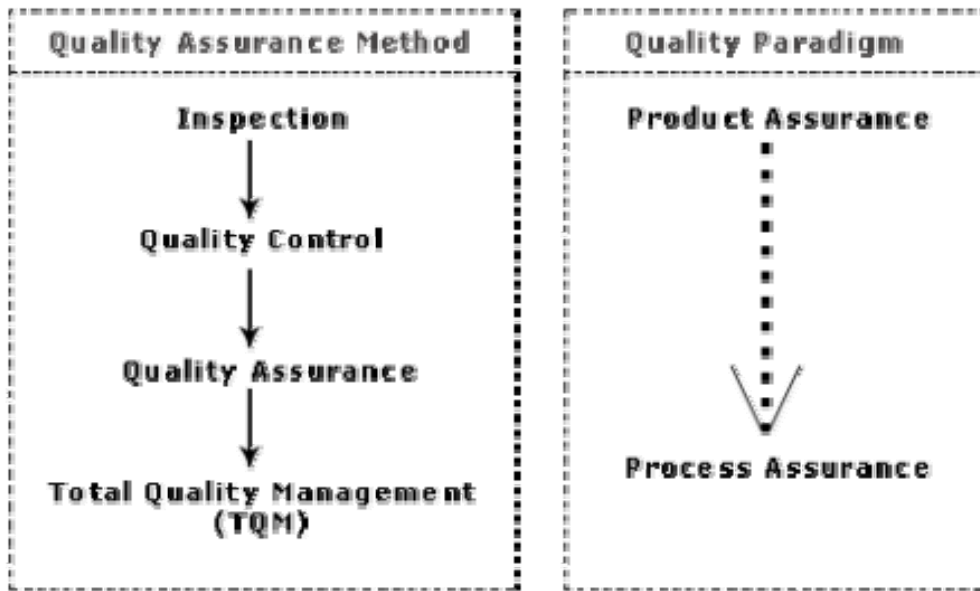 Quality Assurance Method
Inspection
Quality Control
Quality Assurance
Total Quality Management
(TQM)
Quality Paradigm
Product Assurance
Process Assurance